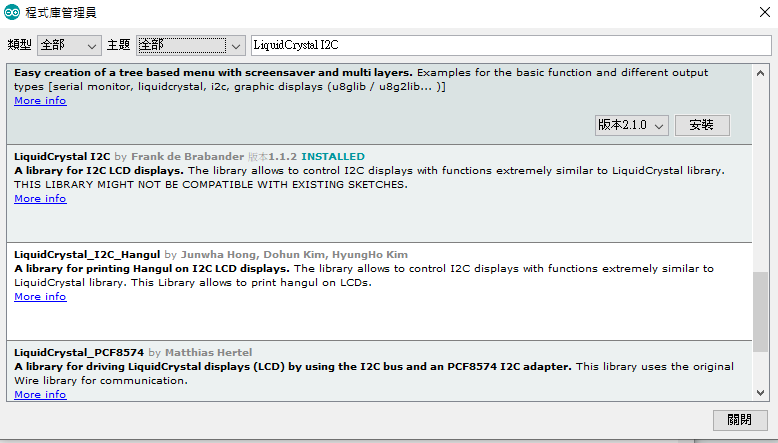 程式庫管理員
類型 全部 主題 全部 LiquidCrystal I2C
Easy creation of a tree based menu with screensaver and multi layers. Examples for the basic function and different output
types [serial monitor, liquidcrystal, i2c, graphic displays (u8glib / u8g2lib... )]
More info
版本2.1.0 安裝
LiquidCrystal I2C by Frank de Brabander 版本1.1.2 INSTALLED
A library for I2C LCD displays. The library allows to control I2C displays with functions extremely similar to LiquidCrystal library.
THIS LIBRARY MIGHT NOT BE COMPATIBLE WITH EXISTING SKETCHES.
More info
LiquidCrystal_I2C_Hangul by Junwha Hong, Dohun Kim, HyungHo Kim
A library for printing Hangul on I2C LCD displays. The library allows to control I2C displays with functions extremely similar to
LiquidCrystal library. This Library allows to print hangul on LCDs.
More info
LiquidCrystal_PCF8574 by Matthias Hertel
A library for driving LiquidCrystal displays (LCD) by using the I2C bus and an PCF8574 I2C adapter. This library uses the original
Wire library for communication.
More info
關閉